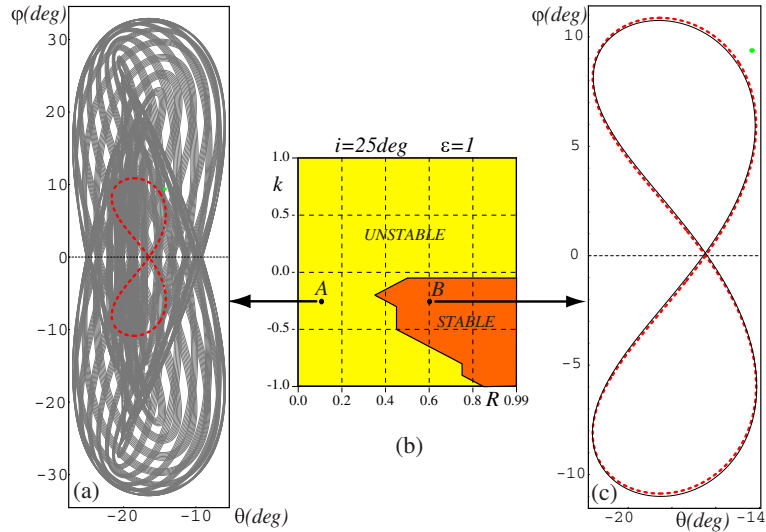 φ(deg)
30
20
10
0
-10
-20
-30
(a)
-20
-10
θ(deg)
i=25deg ε=1
1.0
k
0.5
0.0
-0.5
-1.0
UNSTABLE
A
B
STABLE
0.0
0.2
0.4
0.6
0.8
R
0.99
(b)
φ(deg)
10
5
0
-5
-10
(c)
-20
-14
θ(deg)